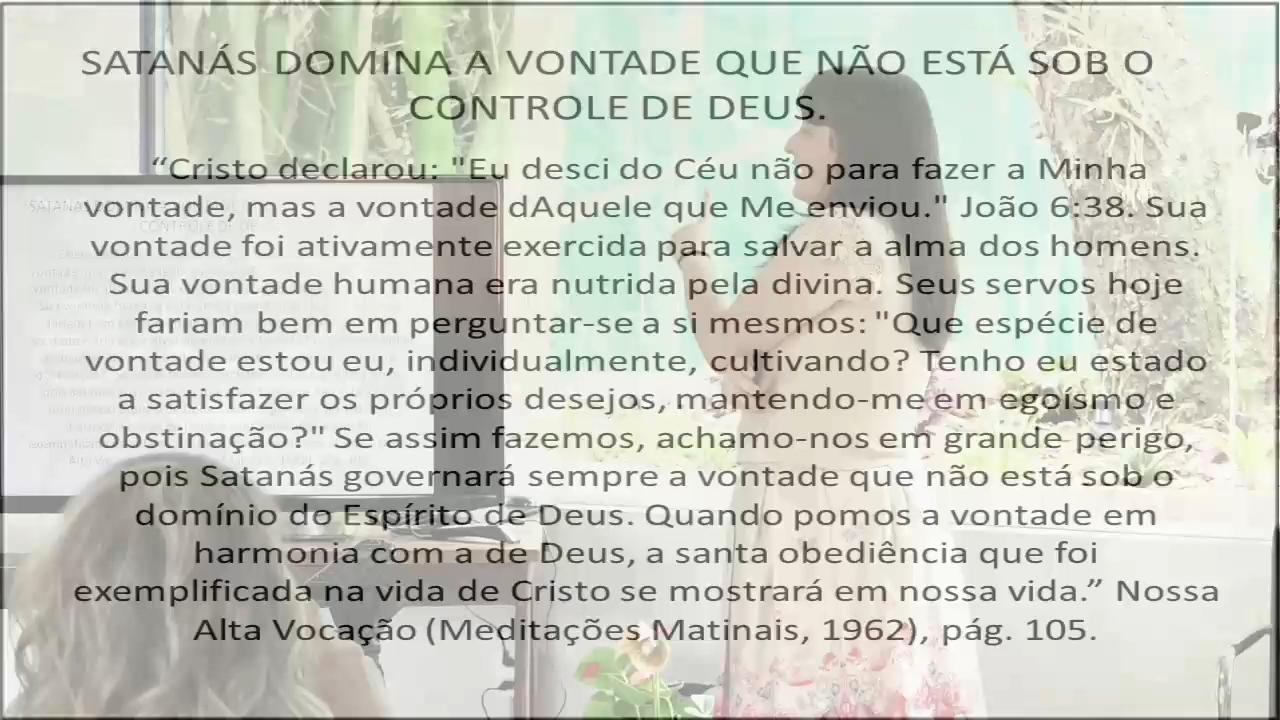 SATANÁS DOMINA A VONTADE QUE NÃO ESTÁ SOB O
CONTROLE DE DEUS.
“Cristo declarou: "Eu desci do Céu não para fazer a Minha
vontade, mas a vontade dAquele que Me enviou." João 6:38. Sua
vontade foi ativamente exercida para salvar a alma dos homens.
Sua vontade humana era nutrida pela divina. Seus servos hoje
fariam bem em perguntar-se a si mesmos: "Que espécie de
vontade estou eu, individualmente, cultivando? Tenho eu estado
a satisfazer os próprios desejos, mantendo-me em egoísmo e
obstinação?" Se assim fazemos, achamo-nos em grande perigo,
pois Satanás governará sempre a vontade que não está sob o
domínio do Espírito de Deus. Quando pomos a vontade em
harmonia com a de Deus, a santa obediência que foi
exemplificada na vida de Cristo se mostrará em nossa vida.” Nossa
Alta Vocação (Meditações Matinais, 1962), pág. 105.